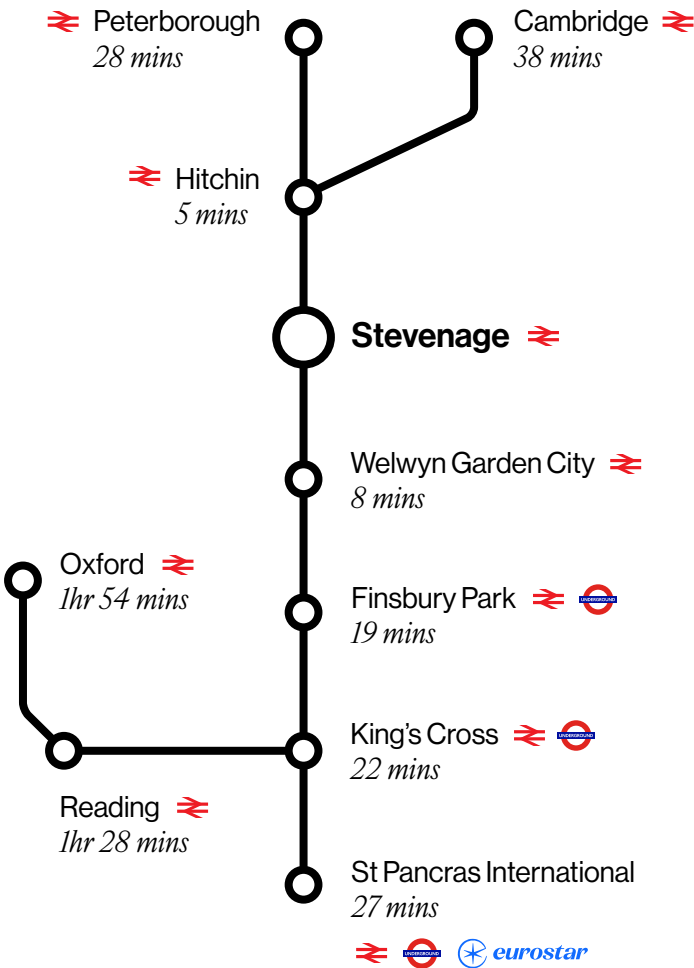 Peterborough
28 mins
Cambridge
38 mins
Hitchin
5 mins
Stevenage
Welwyn Garden City
8 mins
Oxford
1hr 54 mins
Finsbury Park
UNDERGROUND
19 mins
King's Cross
UNDERGROUND
22 mins
Reading
1hr 28 mins
St Pancras International
27 mins
UNDERGROUND
eurostar